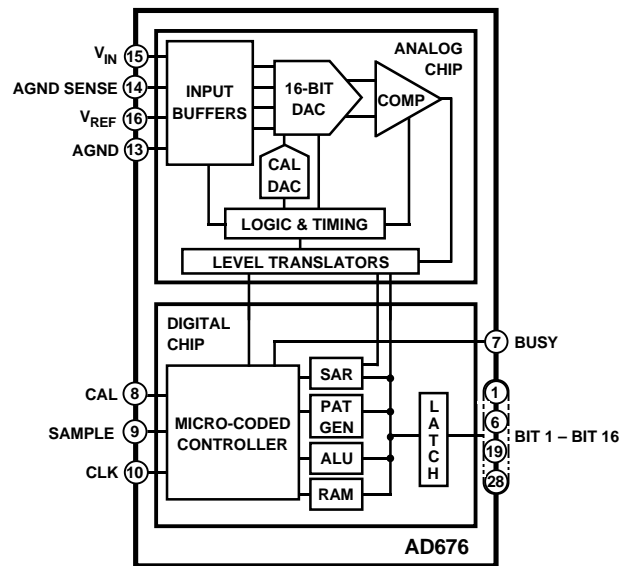 ANALOG
CHIP
V_IN 15
AGND SENSE 14
V_REF 16
AGND 13
INPUT
BUFFERS
16-BIT
DAC
COMP
CAL
DAC
LOGIC & TIMING
LEVEL TRANSLATORS
DIGITAL
CHIP
7 BUSY
CAL 8
SAMPLE 9
CLK 10
MICRO-CODED
CONTROLLER
SAR
PAT
GEN
ALU
RAM
L
A
T
C
H
1
6
19
28
BIT 1 – BIT 16
AD676